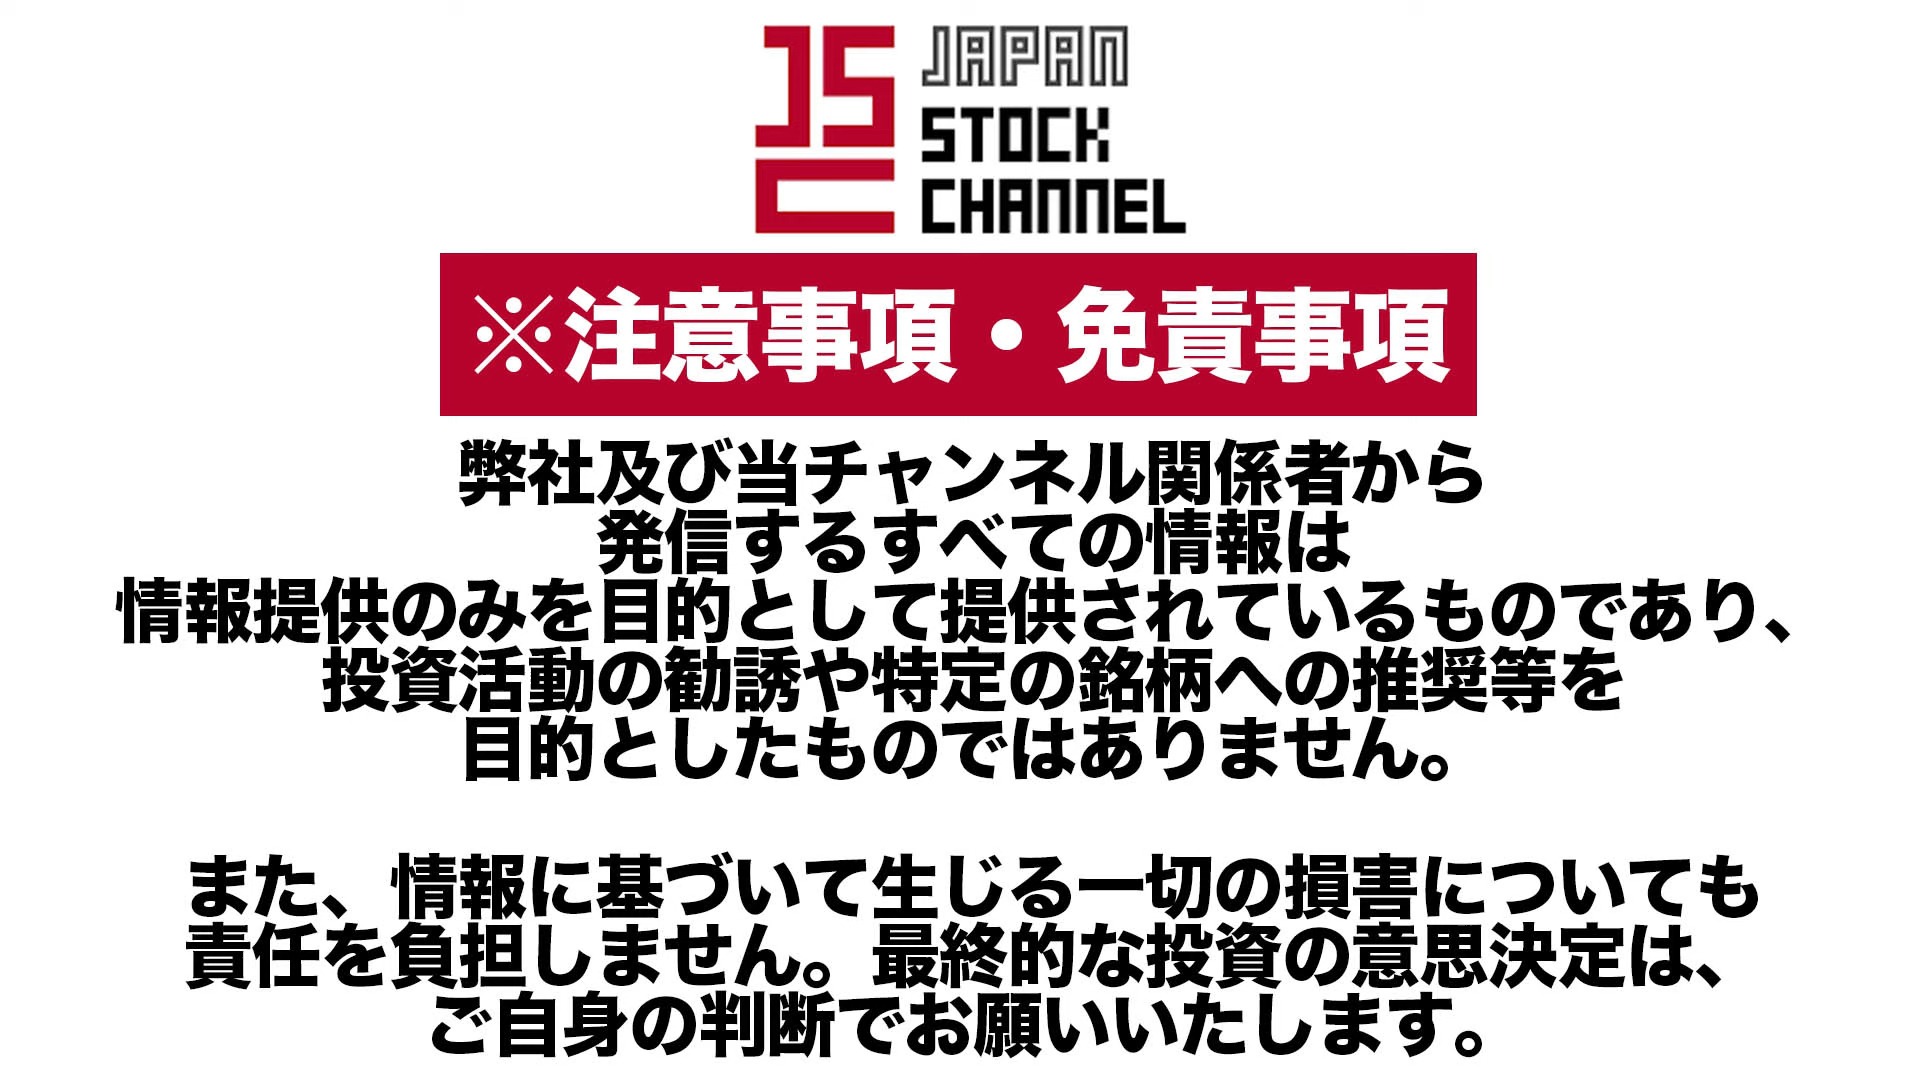 JSC
JAPAN
STOCK
CHANNEL
※注意事項・免責事項
弊社及び当チャンネル関係者から
発信するすべての情報は
情報提供のみを目的として提供されているものであり、
投資活動の勧誘や特定の銘柄への推奨等を
目的としたものではありません。
また、情報に基づいて生じる一切の損害についても
責任を負担しません。最終的な投資の意思決定は、
ご自身の判断でお願いいたします。